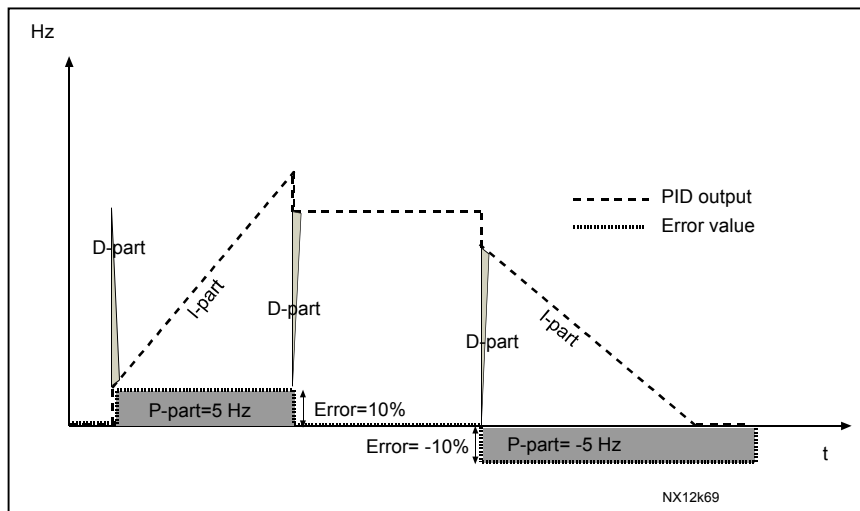 Hz
PID output
Error value
D-part
I-part
D-part
D-part
I-part
P-part=5 Hz
Error=10%
Error= -10%
P-part= -5 Hz
t
NX12k69